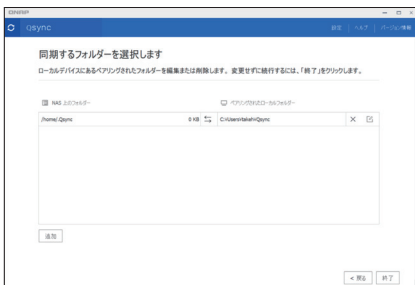 QNAP
Qsync
設定 | ヘルプ | バージョン情報
同期するフォルダーを選択します
ローカルデバイスにあるペアリングされたフォルダーを編集または削除します。変更せずに続行するには、「終了」をクリックします。
NAS 上のフォルダー
ペアリングされたローカルフォルダー
/home/.Qsync 0 KB C:\Users\takeh\Qsync
追加
< 戻る 終了